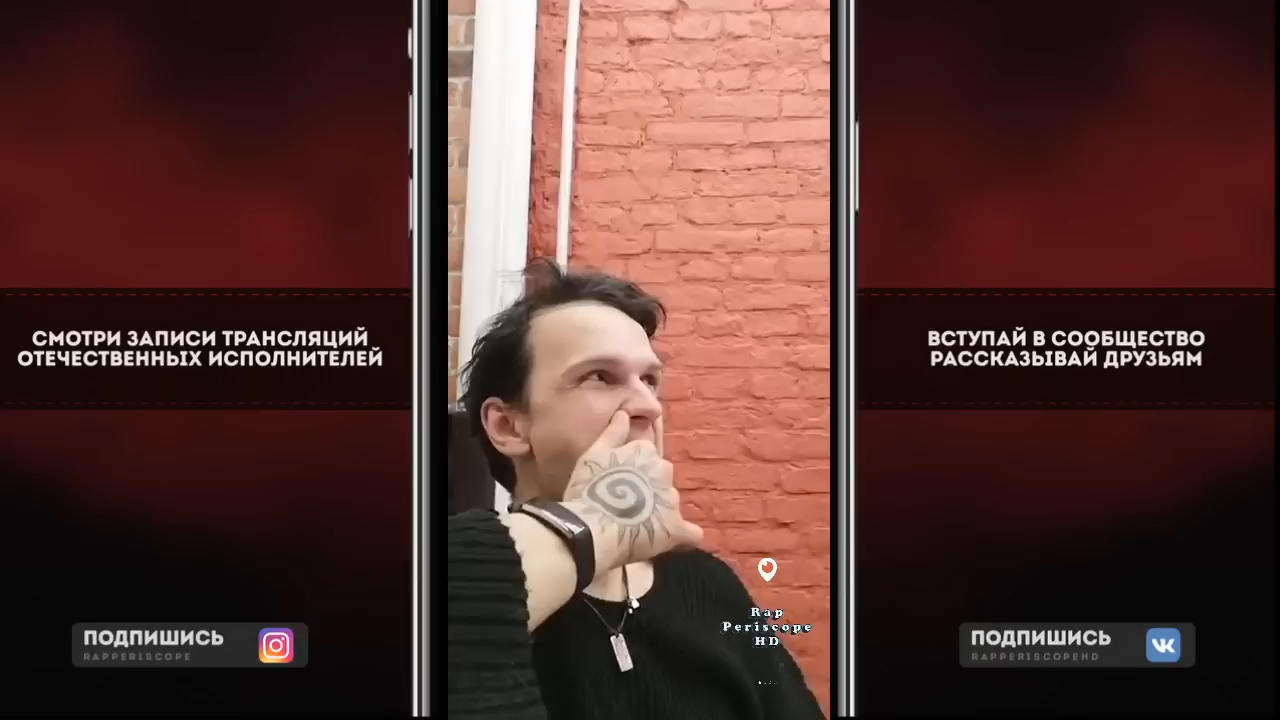 СМОТРИ ЗАПИСИ ТРАНСЛЯЦИЙ
ОТЕЧЕСТВЕННЫХ ИСПОЛНИТЕЛЕЙ
ВСТУПАЙ В СООБЩЕСТВО
РАССКАЗЫВАЙ ДРУЗЬЯМ
Rap
Periscope
HD
ПОДПИШИСЬ
RAPPERISCOPE
ПОДПИШИСЬ
RAPPERISCOPEHD